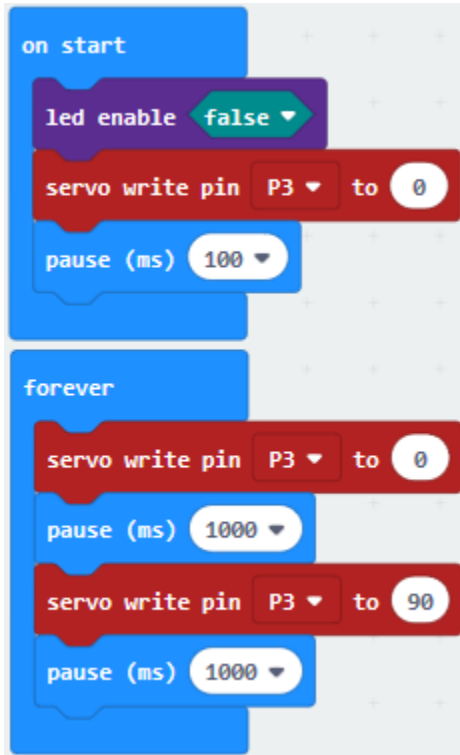 on start
led enable false
servo write pin P3 to 0
pause (ms) 100
forever
servo write pin P3 to 0
pause (ms) 1000
servo write pin P3 to 90
pause (ms) 1000